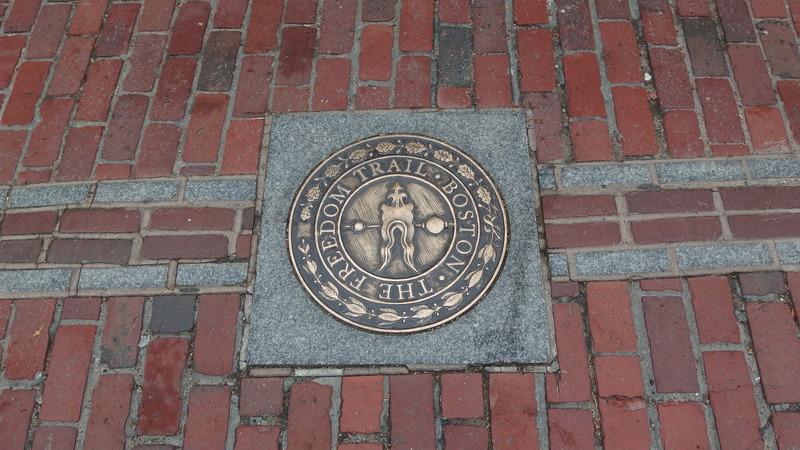 THE FREEDOM TRAIL · BOSTON ·